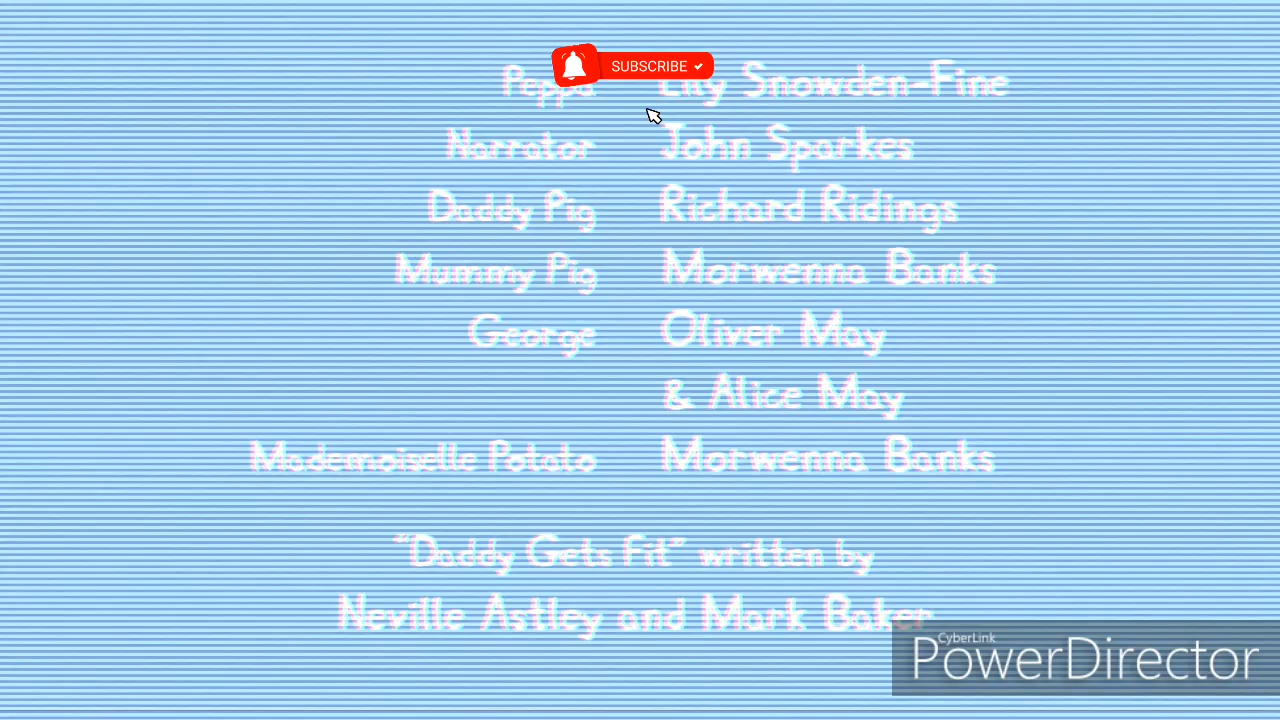 SUBSCRIBE
Peppa Lily Snowden-Fine
Narrator John Sparkes
Daddy Pig Richard Ridings
Mummy Pig Morwenna Banks
George Oliver May
& Alice May
Mademoiselle Potato Morwenna Banks
"Daddy Gets Fit" written by
Neville Astley and Mark Baker
CyberLink
PowerDirector